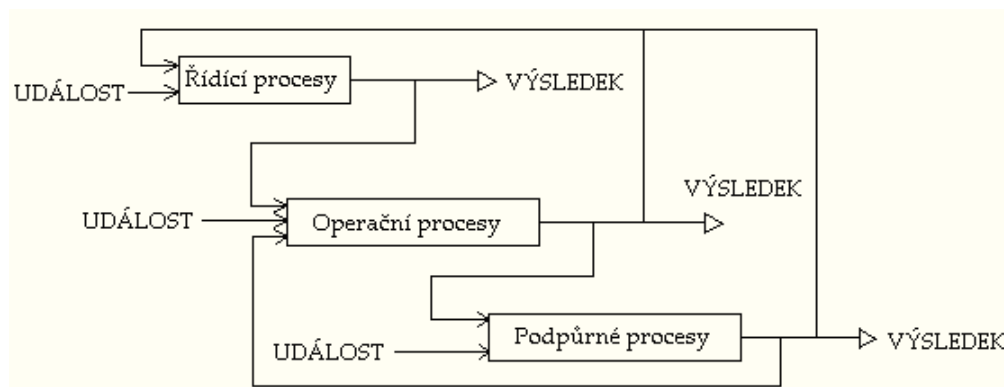 Řídící procesy
UDÁLOST
VÝSLEDEK
VÝSLEDEK
UDÁLOST
Operační procesy
Podpůrné procesy
UDÁLOST
VÝSLEDEK